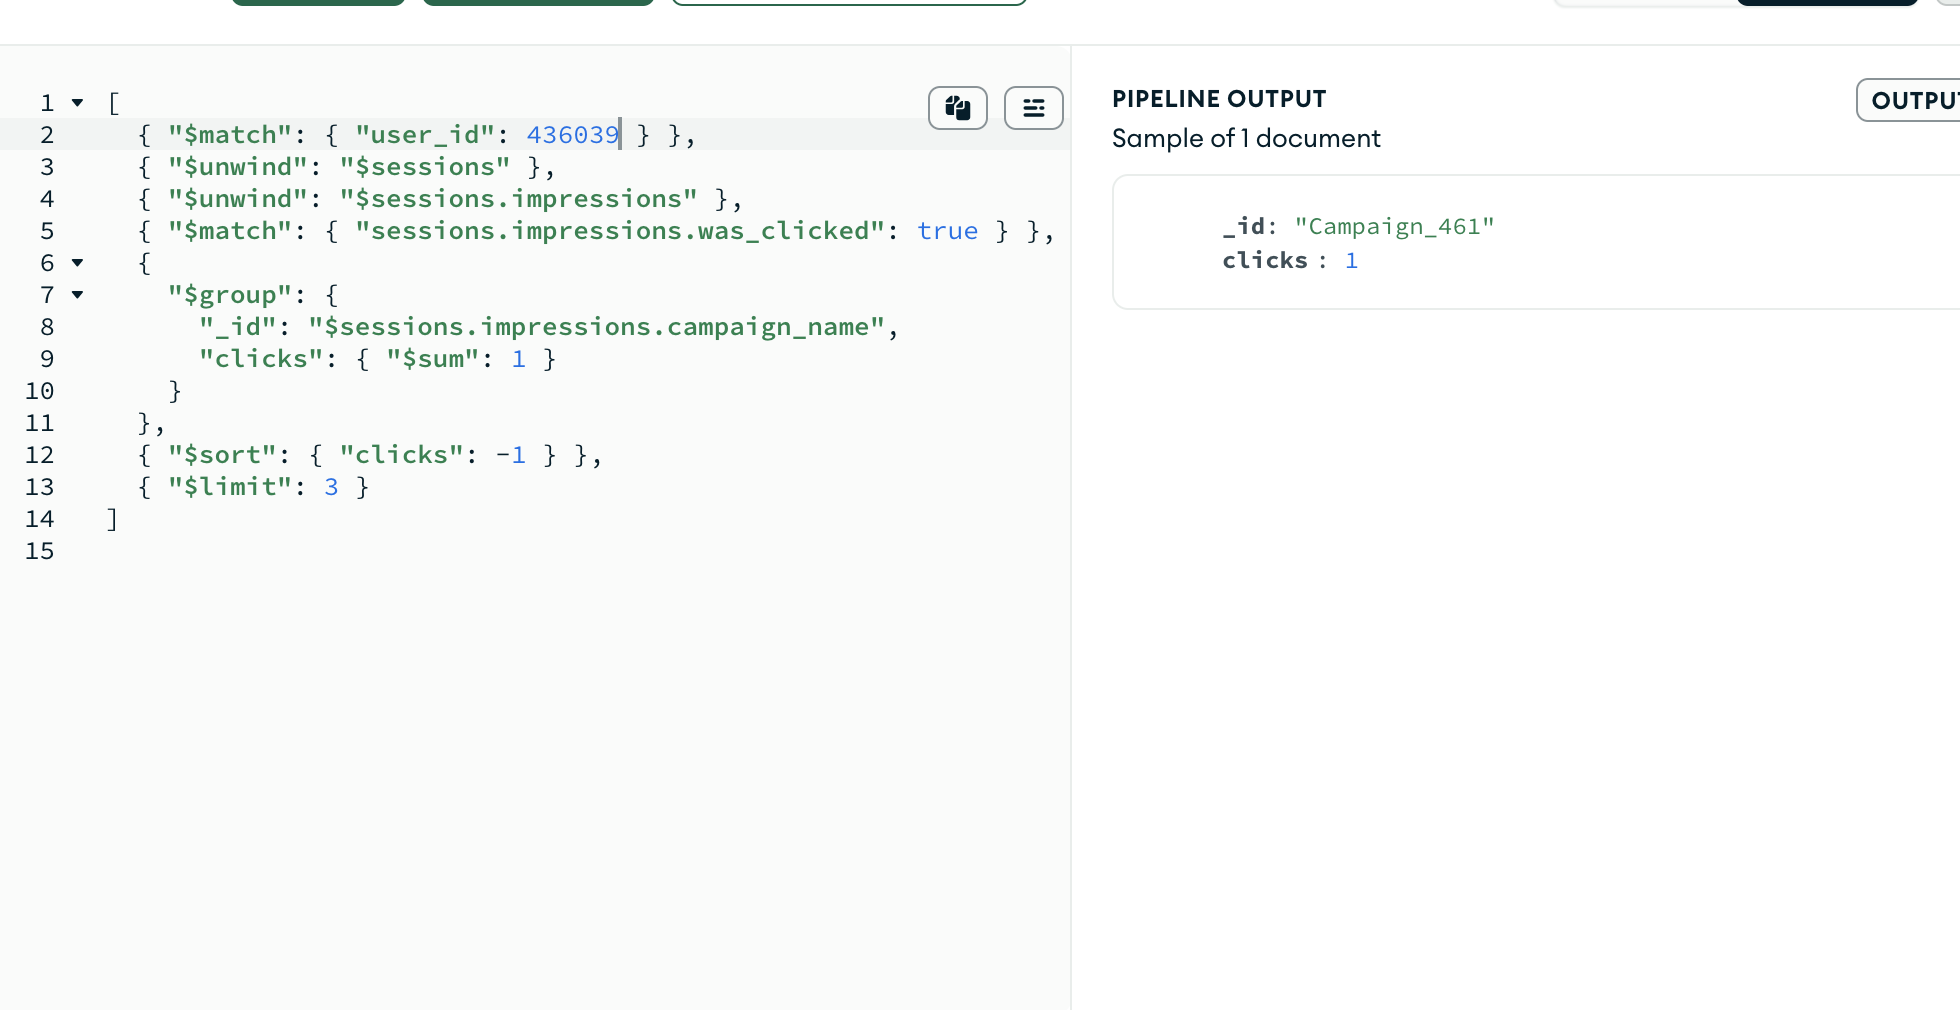 1 [
2 { "$match": { "user_id": 436039 } },
3 { "$unwind": "$sessions" },
4 { "$unwind": "$sessions.impressions" },
5 { "$match": { "sessions.impressions.was_clicked": true } },
6 {
7 "$group": {
8 "_id": "$sessions.impressions.campaign_name",
9 "clicks": { "$sum": 1 }
10 }
11 },
12 { "$sort": { "clicks": -1 } },
13 { "$limit": 3 }
14 ]
15
PIPELINE OUTPUT
OUTPU
Sample of 1 document
_id: "Campaign_461"
clicks : 1